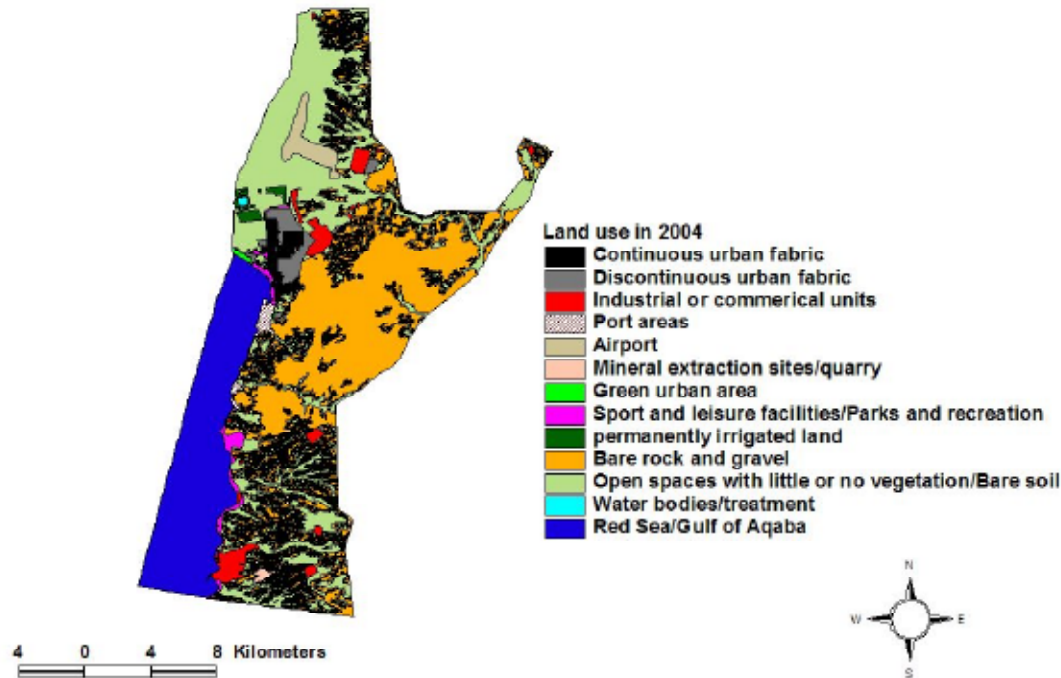 Land use in 2004
Continuous urban fabric
Discontinuous urban fabric
Industrial or commerical units
Port areas
Airport
Mineral extraction sites/quarry
Green urban area
Sport and leisure facilities/Parks and recreation
permanently irrigated land
Bare rock and gravel
Open spaces with little or no vegetation/Bare soil
Water bodies/treatment
Red Sea/Gulf of Aqaba
N
W E
S
4 0 4 8 Kilometers